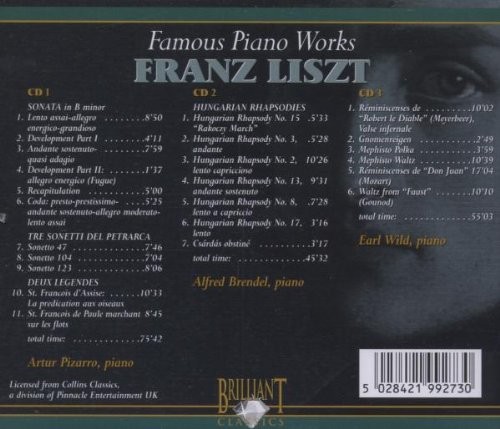 Famous Piano Works
FRANZ LISZT
CD 1
SONATA in B minor
1. Lento assai-allegro ........8'50
energico-grandioso
2. Development Part I ........4'11
3. Andante sostenuto- ........7'59
quasi adagio
4. Development Part II: ........1'37
allegro energico (Fugue)
5. Recapitulation ........5'00
6. Coda: presto-prestissimo- ........5'25
andante sostenuto-allegro moderato-
lento assai
TRE SONETTI DEL PETRARCA
7. Sonetto 47 ........7'46
8. Sonetto 104 ........7'04
9. Sonetto 123 ........8'06
DEUX LEGENDES
10. St. Francois d'Assise: ........10'33
La predication aux oiseaux
11. St. Francois de Paule marchant 8'45
sur les flots
total time: ........75'42
Artur Pizarro, piano
Licensed from Collins Classics,
a division of Pinnacle Entertainment UK
CD 2
HUNGARIAN RHAPSODIES
1. Hungarian Rhapsody No. 15 ..5'33
"Rakoczy March"
2. Hungarian Rhapsody No. 3, ..5'28
andante
3. Hungarian Rhapsody No. 2, .10'26
lento capriccioso
4. Hungarian Rhapsody No. 13, .9'31
andante sostenuto
5. Hungarian Rhapsody No. 8, ..7'28
lento a capriccio
6. Hungarian Rhapsody No. 17, .3'16
lento
7. Csárdás obstiné ........3'17
total time: ........45'32
Alfred Brendel, piano
CD 3
1. Réminiscenses de ........10'02
"Robert le Diable" (Meyerbeer),
Valse infernale
2. Gnomenreigen ........2'49
3. Mephisto Polka ........3'59
4. Mephisto Waltz ........10'39
5. Réminiscenses de "Don Juan" 17'04
(Mozart)
6. Waltz from "Faust" ........10'10
(Gounod)
total time: ........55'03
Earl Wild, piano
BRILLIANT
CLASSICS
5 028421 992730